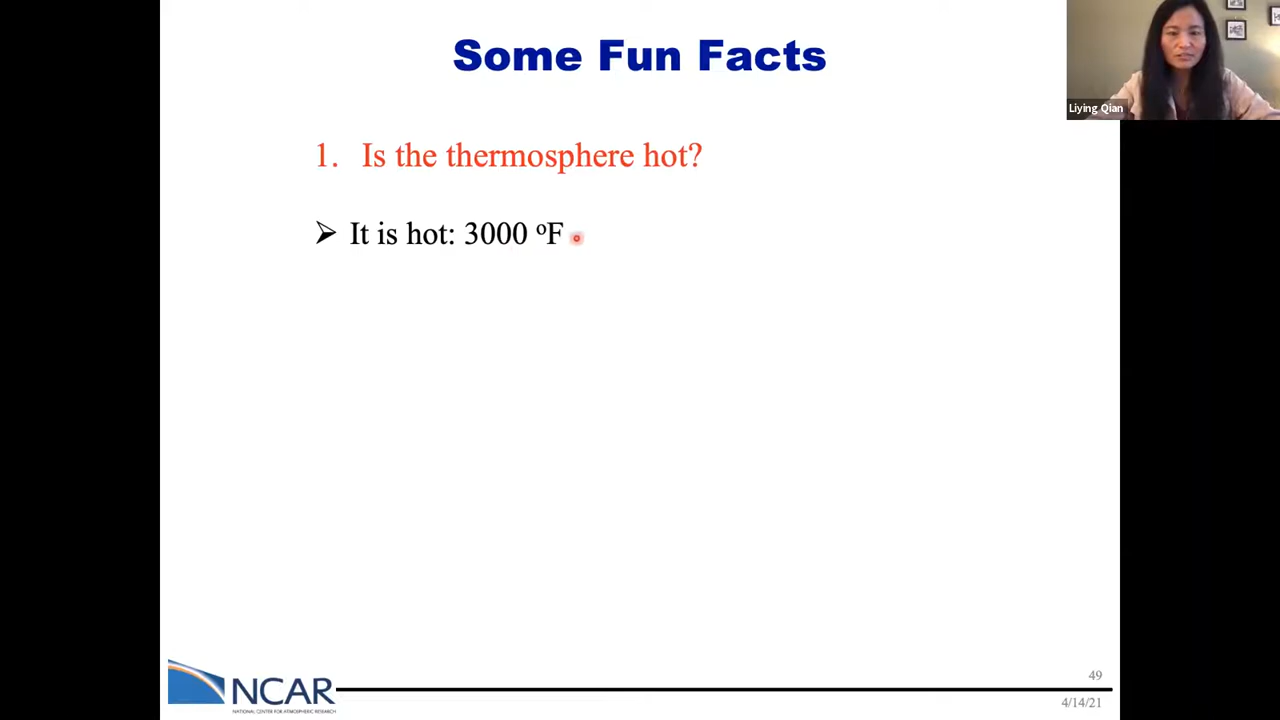 Some Fun Facts
Liying Qian
1. Is the thermosphere hot?
➢ It is hot: 3000 ºF
49
NCAR
NATIONAL CENTER FOR ATMOSPHERIC RESEARCH
4/14/21